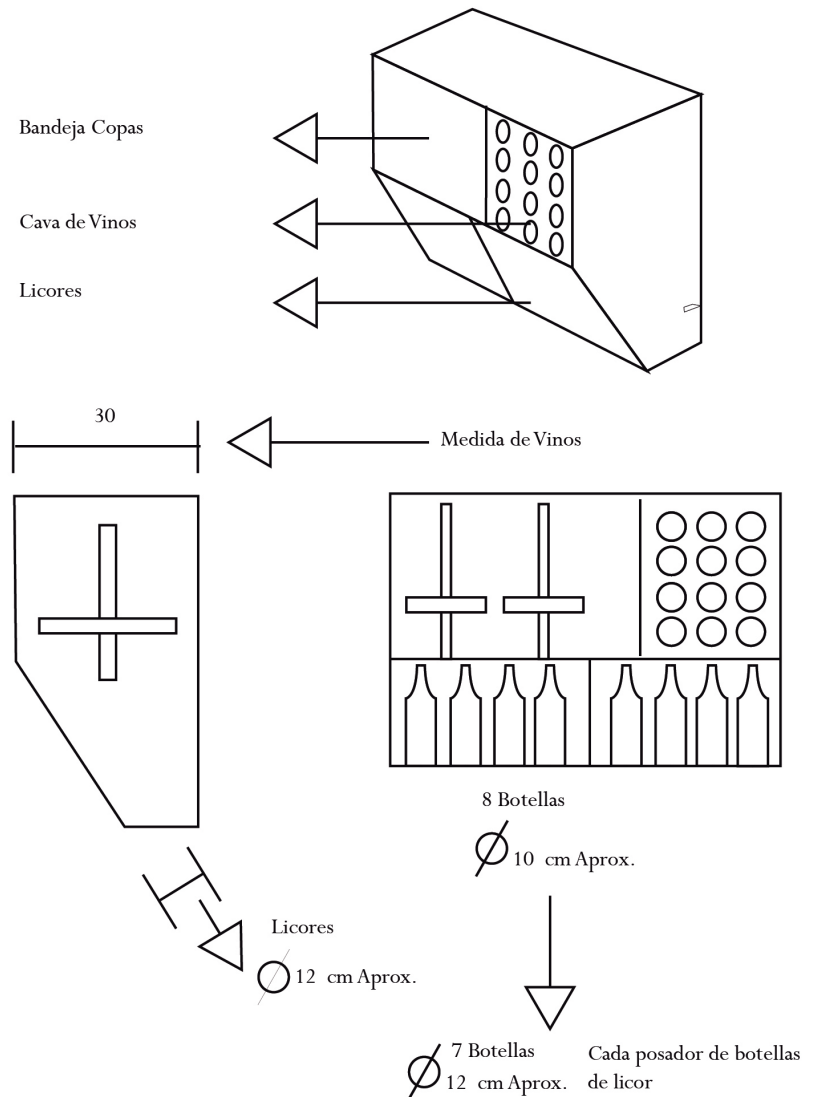 Bandeja Copas
Cava de Vinos
Licores
30
Medida de Vinos
8 Botellas
10 cm Aprox.
Licores
12 cm Aprox.
7 Botellas
12 cm Aprox.
Cada posador de botellas
de licor